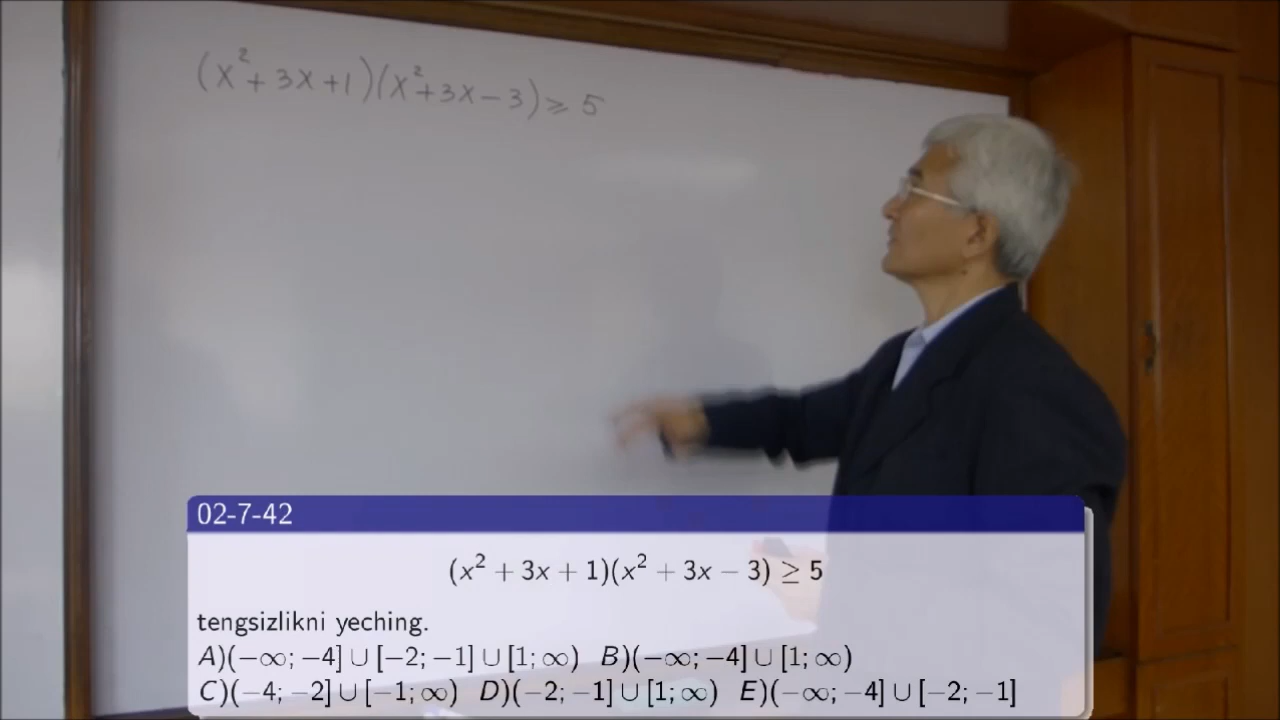 (x² + 3x + 1)(x² + 3x − 3) ⩾ 5
02-7-42
(x² + 3x + 1)(x² + 3x − 3) ≥ 5
tengsizlikni yeching.
A)(−∞; −4] ∪ [−2; −1] ∪ [1; ∞) B)(−∞; −4] ∪ [1; ∞)
C)(−4; −2] ∪ [−1; ∞) D)(−2; −1] ∪ [1; ∞) E)(−∞; −4] ∪ [−2; −1]